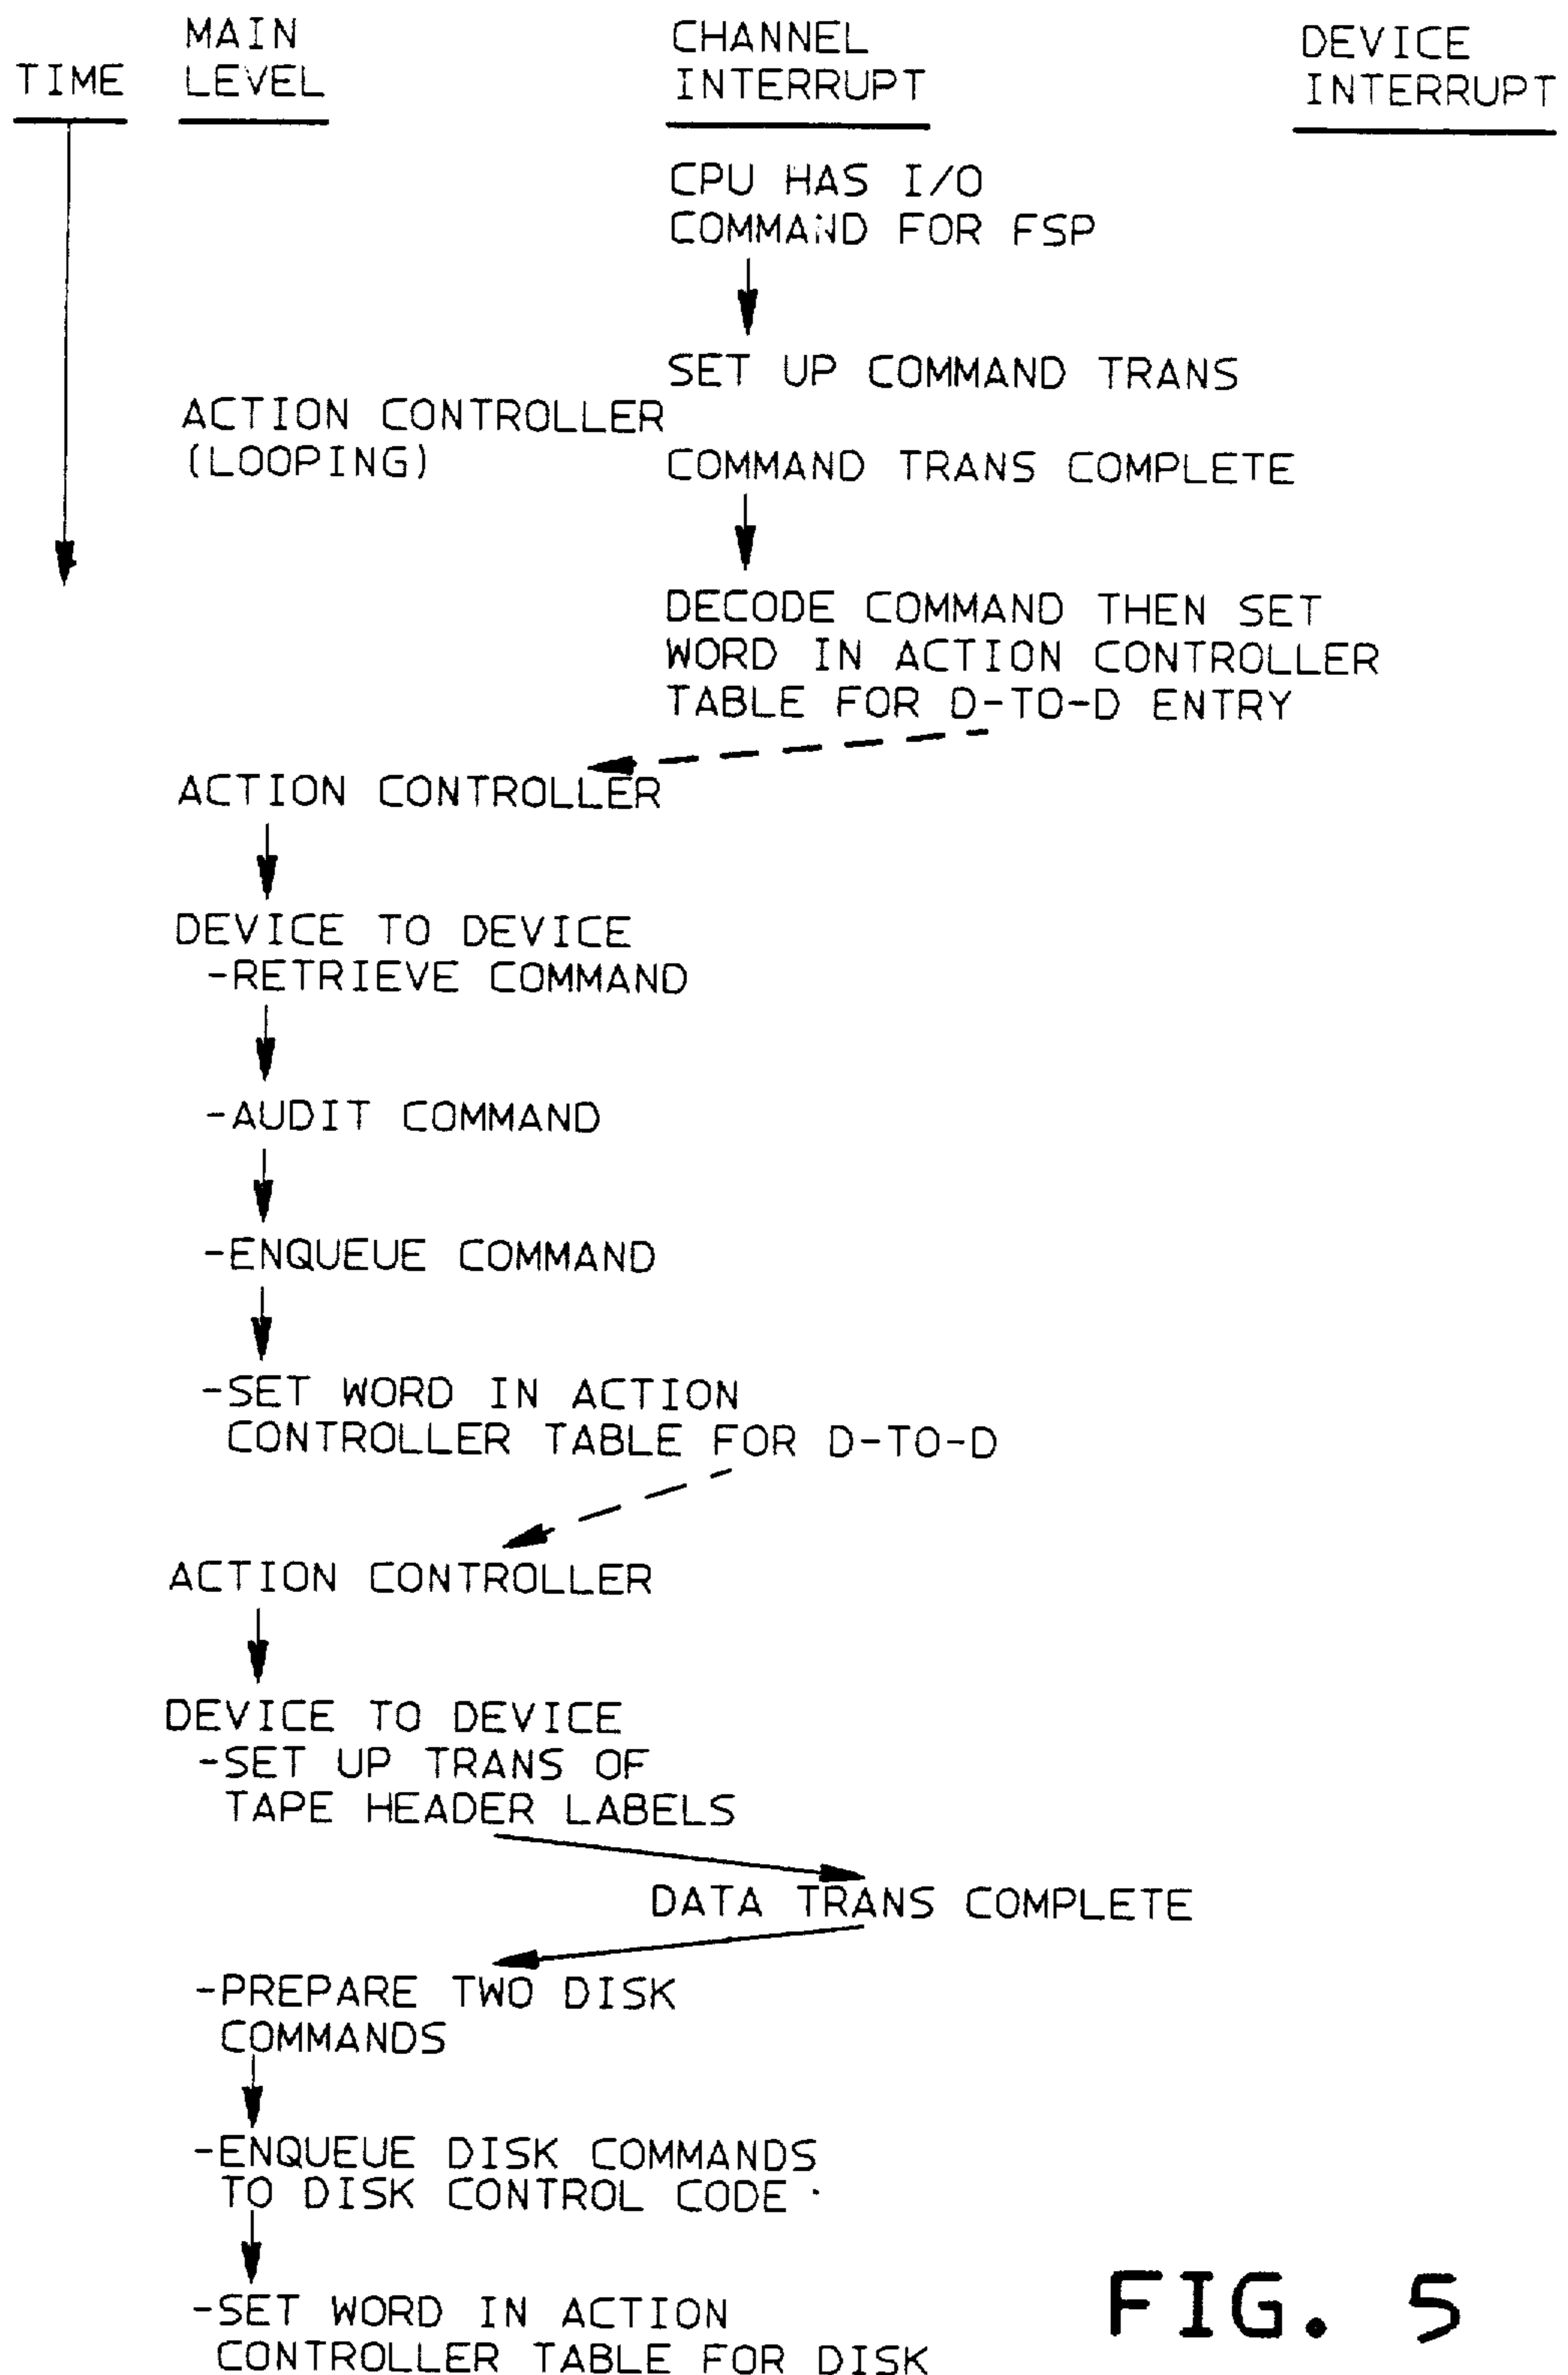 TIME
MAIN
LEVEL
CHANNEL
INTERRUPT
DEVICE
INTERRUPT
CPU HAS I/O
COMMAND FOR FSP
SET UP COMMAND TRANS
ACTION CONTROLLER
(LOOPING)
COMMAND TRANS COMPLETE
DECODE COMMAND THEN SET
WORD IN ACTION CONTROLLER
TABLE FOR D-TO-D ENTRY
ACTION CONTROLLER
DEVICE TO DEVICE
-RETRIEVE COMMAND
-AUDIT COMMAND
-ENQUEUE COMMAND
-SET WORD IN ACTION
CONTROLLER TABLE FOR D-TO-D
ACTION CONTROLLER
DEVICE TO DEVICE
-SET UP TRANS OF
TAPE HEADER LABELS
DATA TRANS COMPLETE
-PREPARE TWO DISK
COMMANDS
-ENQUEUE DISK COMMANDS
TO DISK CONTROL CODE
-SET WORD IN ACTION
CONTROLLER TABLE FOR DISK
FIG. 5